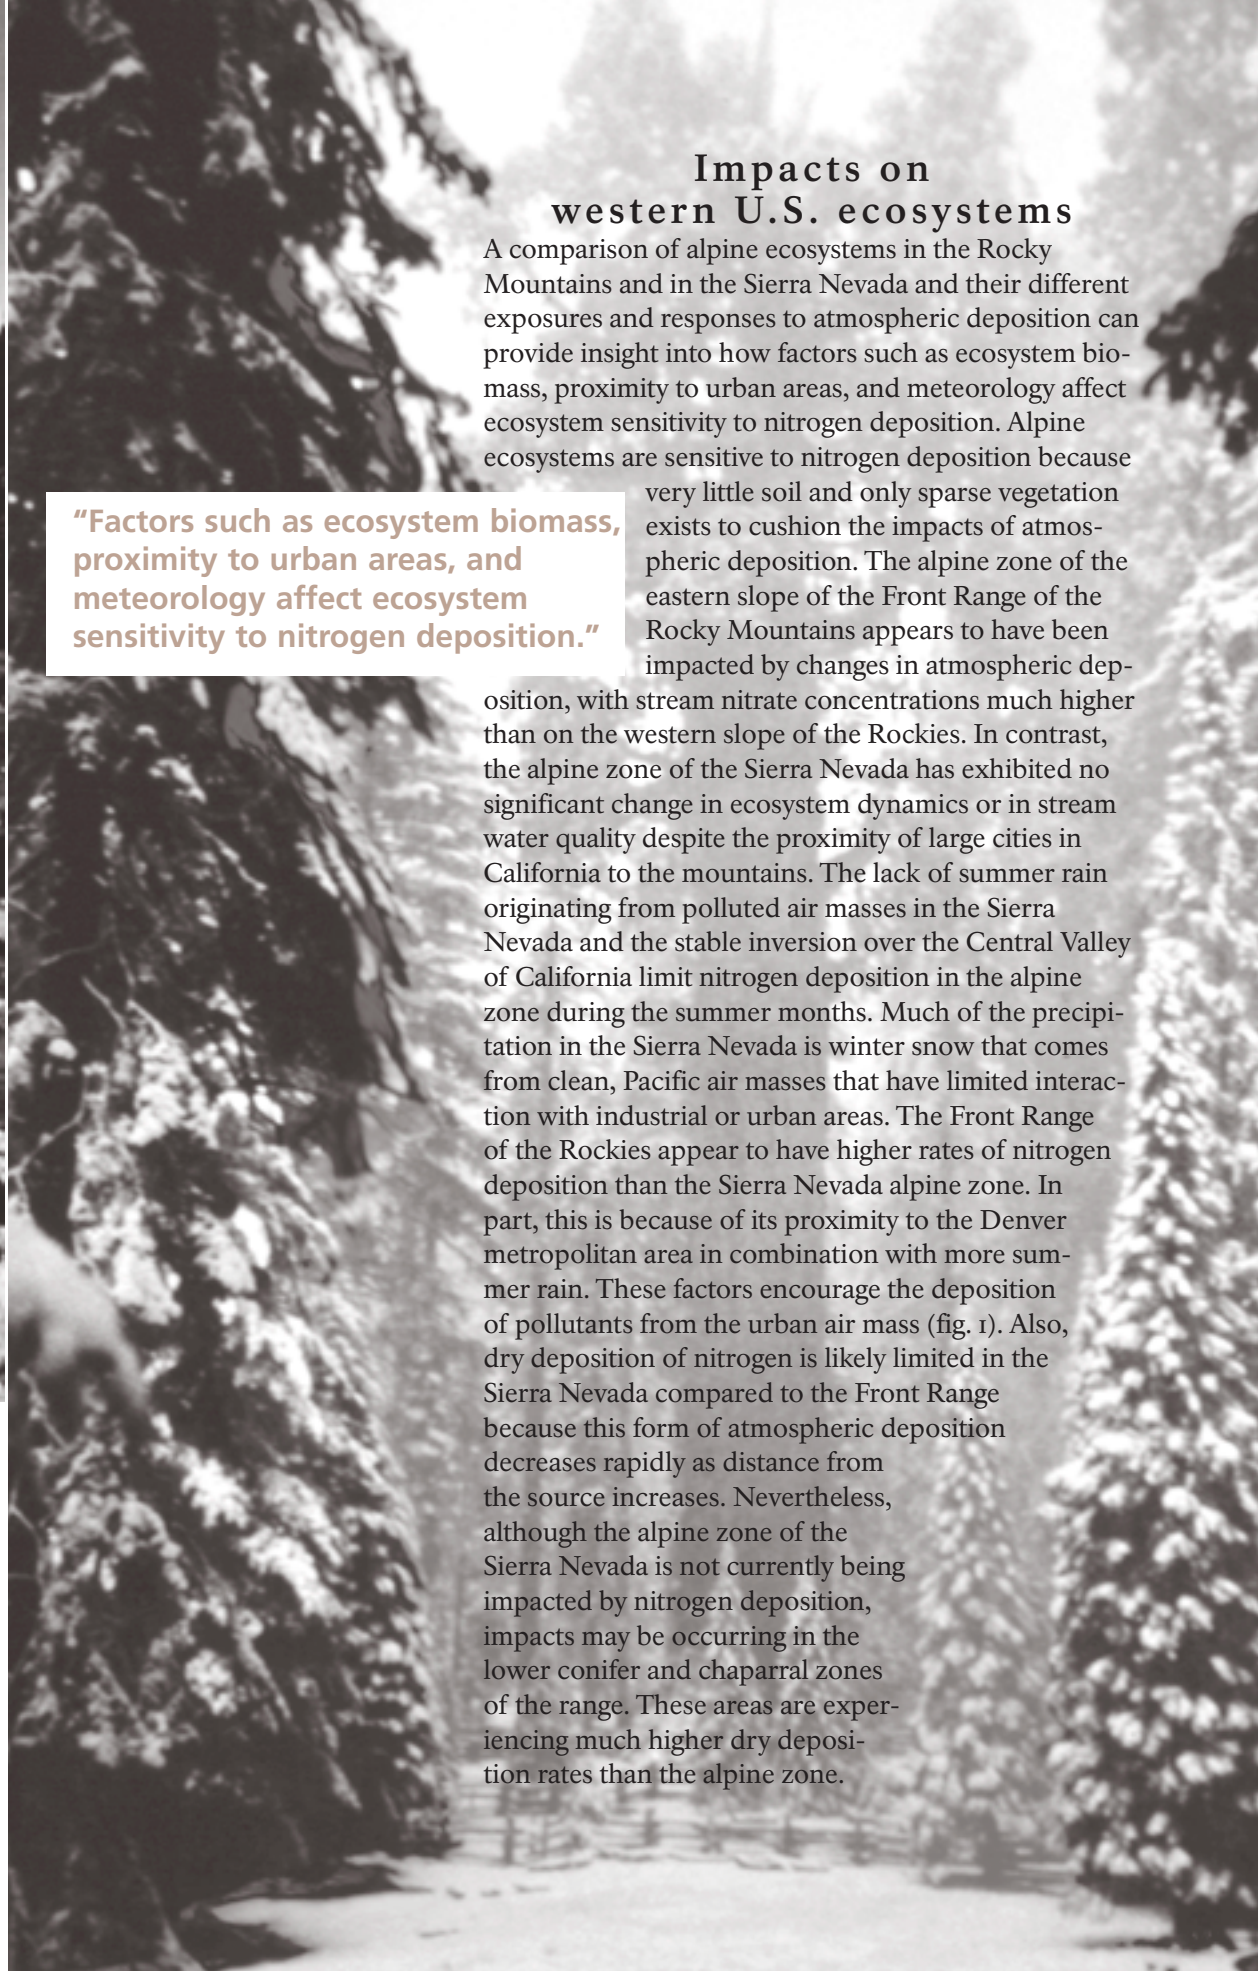 Impacts on
western U.S. ecosystems
A comparison of alpine ecosystems in the Rocky
Mountains and in the Sierra Nevada and their different
exposures and responses to atmospheric deposition can
provide insight into how factors such as ecosystem bio-
mass, proximity to urban areas, and meteorology affect
ecosystem sensitivity to nitrogen deposition. Alpine
ecosystems are sensitive to nitrogen deposition because
very little soil and only sparse vegetation
exists to cushion the impacts of atmos-
pheric deposition. The alpine zone of the
eastern slope of the Front Range of the
Rocky Mountains appears to have been
impacted by changes in atmospheric dep-
osition, with stream nitrate concentrations much higher
than on the western slope of the Rockies. In contrast,
the alpine zone of the Sierra Nevada has exhibited no
significant change in ecosystem dynamics or in stream
water quality despite the proximity of large cities in
California to the mountains. The lack of summer rain
originating from polluted air masses in the Sierra
Nevada and the stable inversion over the Central Valley
of California limit nitrogen deposition in the alpine
zone during the summer months. Much of the precipi-
tation in the Sierra Nevada is winter snow that comes
from clean, Pacific air masses that have limited interac-
tion with industrial or urban areas. The Front Range
of the Rockies appear to have higher rates of nitrogen
deposition than the Sierra Nevada alpine zone. In
part, this is because of its proximity to the Denver
metropolitan area in combination with more sum-
mer rain. These factors encourage the deposition
of pollutants from the urban air mass (fig. 1). Also,
dry deposition of nitrogen is likely limited in the
Sierra Nevada compared to the Front Range
because this form of atmospheric deposition
decreases rapidly as distance from
the source increases. Nevertheless,
although the alpine zone of the
Sierra Nevada is not currently being
impacted by nitrogen deposition,
impacts may be occurring in the
lower conifer and chaparral zones
of the range. These areas are exper-
iencing much higher dry deposi-
tion rates than the alpine zone.
“Factors such as ecosystem biomass,
proximity to urban areas, and
meteorology affect ecosystem
sensitivity to nitrogen deposition.”